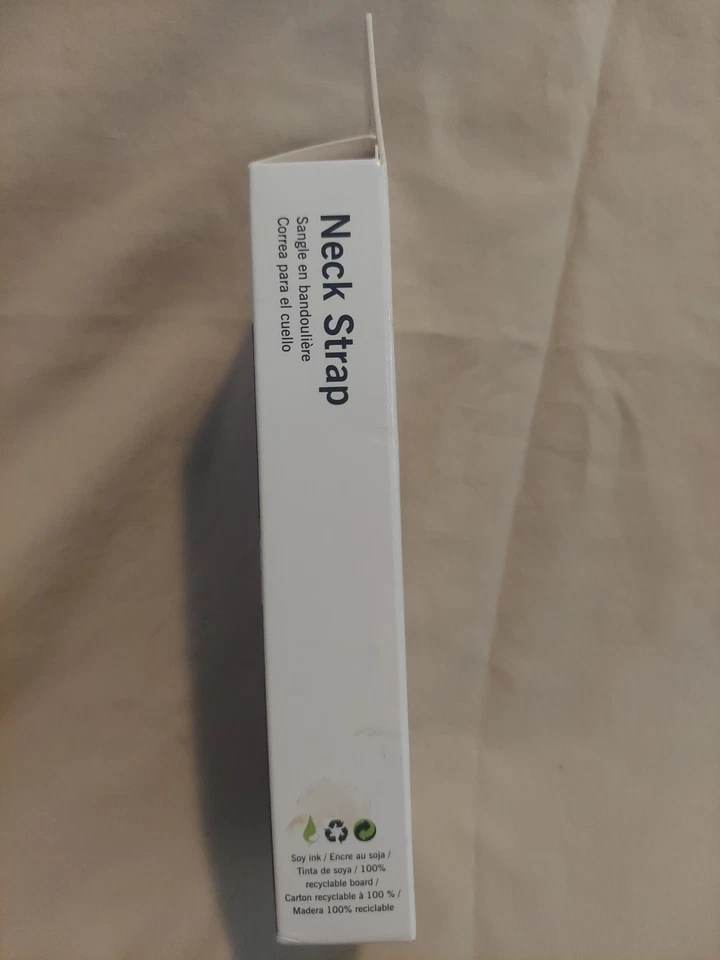 Neck Strap
Sangle en bandoulière
Correa para el cuello
Soy ink / Encre au soja /
Tinta de soya / 100%
recyclable board /
Carton recyclable à 100 % /
Madera 100% reciclable